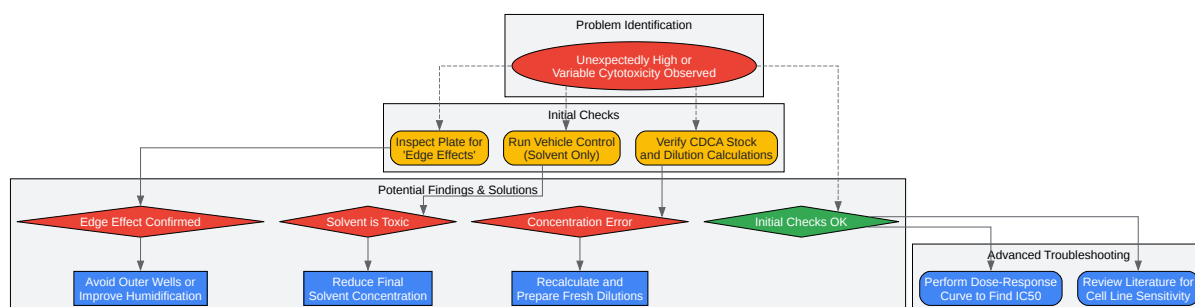 Problem Identification
Unexpectedly High or
Variable Cytotoxicity Observed
Initial Checks
Inspect Plate for
'Edge Effects'
Run Vehicle Control
(Solvent Only)
Verify CDCA Stock
and Dilution Calculations
Potential Findings & Solutions
Edge Effect Confirmed
Solvent is Toxic
Concentration Error
Initial Checks OK
Avoid Outer Wells or
Improve Humidification
Reduce Final
Solvent Concentration
Recalculate and
Prepare Fresh Dilutions
Advanced Troubleshooting
Perform Dose-Response
Curve to Find IC50
Review Literature for
Cell Line Sensitivity